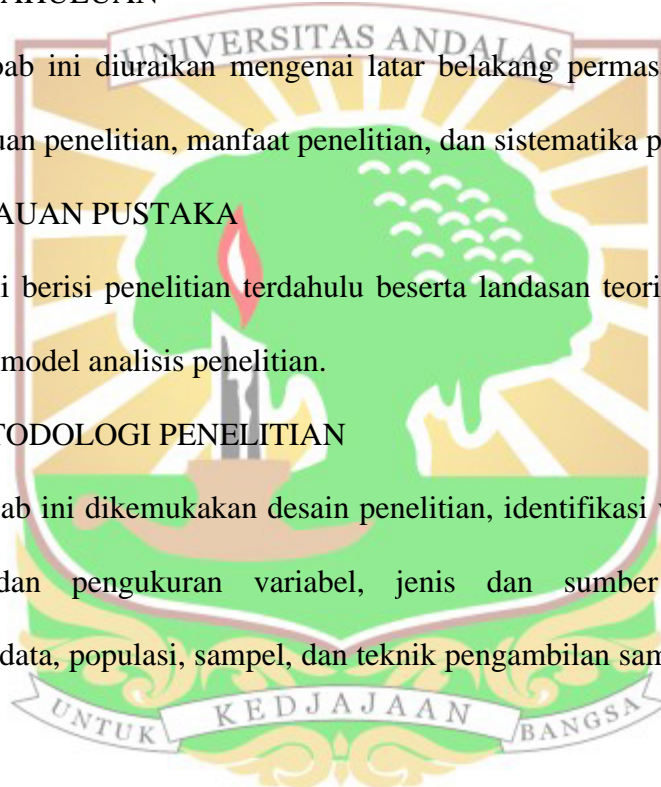 AHULUAN
UNIVERSITAS ANDALAS
bab ini diuraikan mengenai latar belakang permas
uan penelitian, manfaat penelitian, dan sistematika p
AUAN PUSTAKA
i berisi penelitian terdahulu beserta landasan teori
model analisis penelitian.
TODOLOGI PENELITIAN
ab ini dikemukakan desain penelitian, identifikasi v
dan pengukuran variabel, jenis dan sumber
data, populasi, sampel, dan teknik pengambilan sam
UNTUK KEDJAJAAN BANGSA